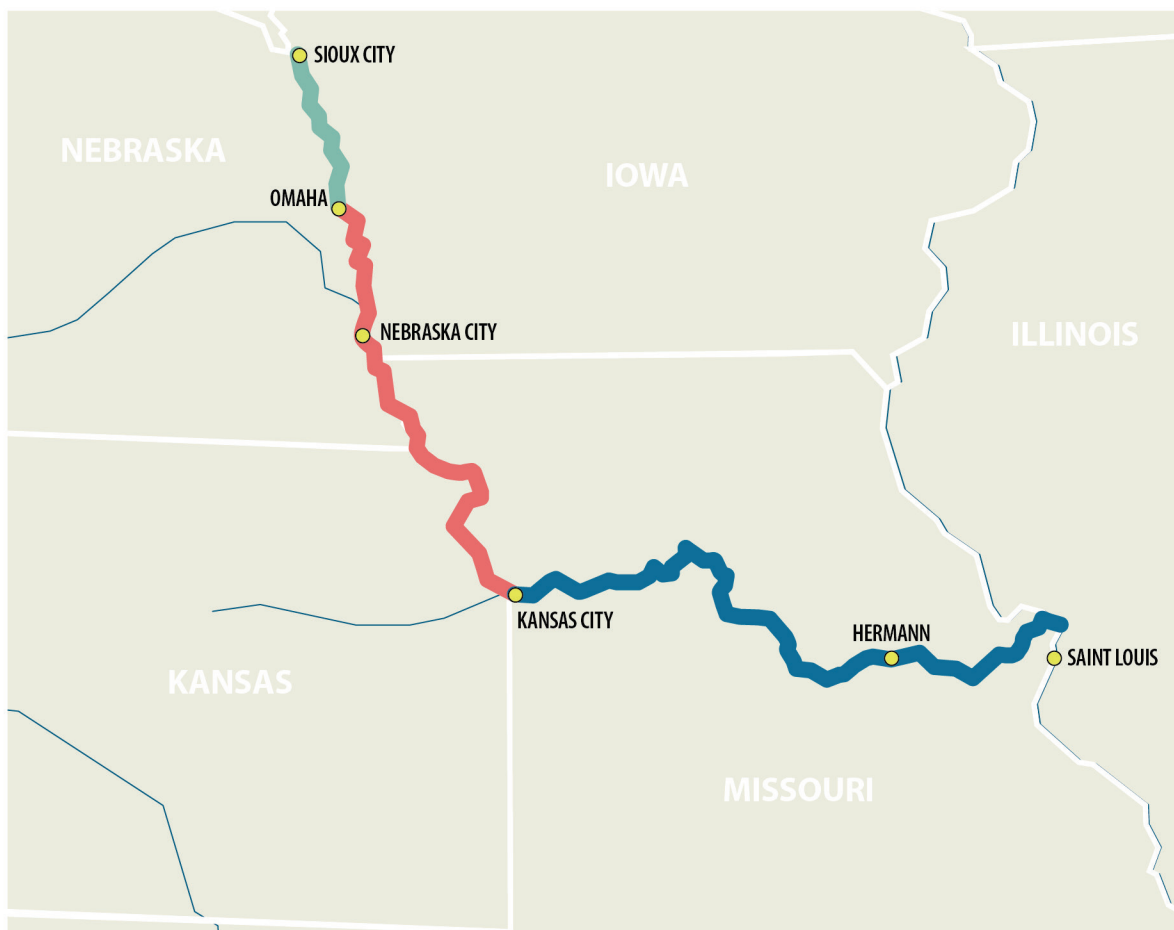 SIOUX CITY
NEBRASKA
IOWA
OMAHA
NEBRASKA CITY
ILLINOIS
KANSAS CITY
HERMANN
SAINT LOUIS
KANSAS
MISSOURI